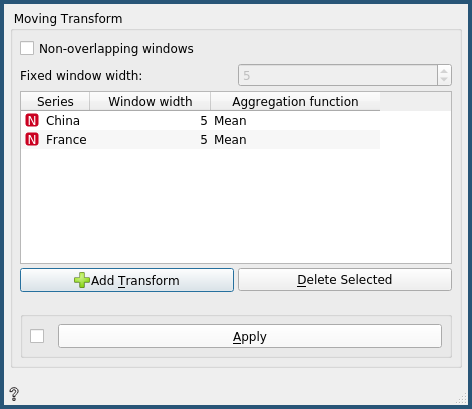 Moving Transform
Non-overlapping windows
Fixed window width: 5
Series Window width Aggregation function
N China 5 Mean
N France 5 Mean
Add Transform Delete Selected
Apply
?